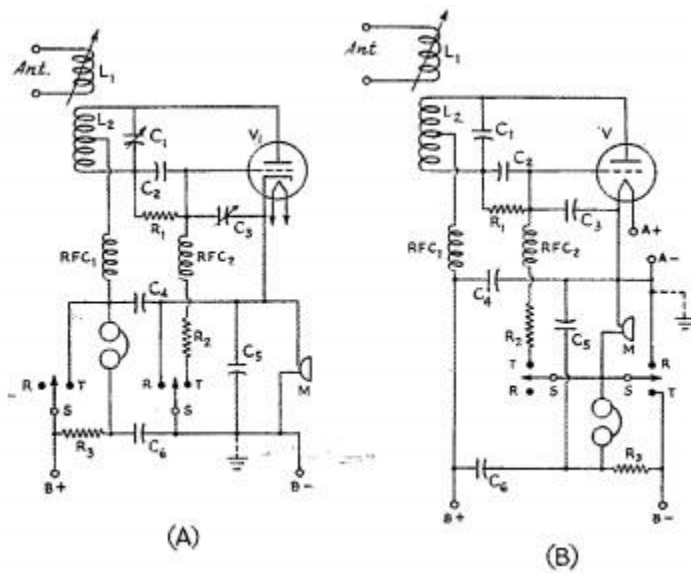 Ant.
L1
L2
C1
V1
C2
R1
C3
RFC1
RFC2
C4
R2
C5
M
R
T
R
T
S
S
R3
C6
B+
B-
(A)
Ant.
L1
L2
C1
V
C2
R1
C3
A+
RFC1
RFC2
A-
C4
R2
C5
M
T
R
R
S
S
T
R3
C6
B+
B-
(B)